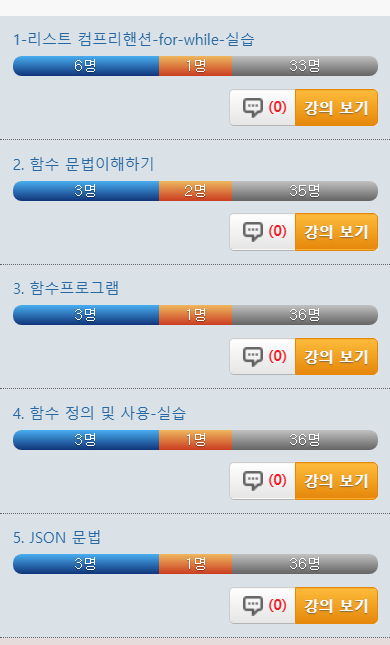 1-리스트 컴프리핸션-for-while-실습
6명 1명 33명
(0) 강의 보기
2. 함수 문법이해하기
3명 2명 35명
(0) 강의 보기
3. 함수프로그램
3명 1명 36명
(0) 강의 보기
4. 함수 정의 및 사용-실습
3명 1명 36명
(0) 강의 보기
5. JSON 문법
3명 1명 36명
(0) 강의 보기